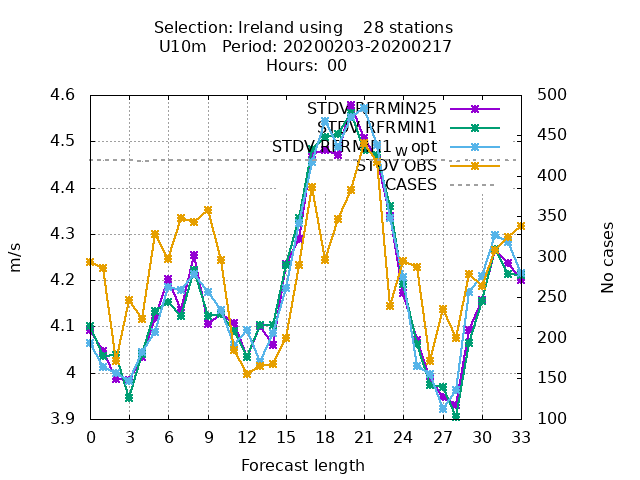 Selection: Ireland using    28 stations
U10m   Period: 20200203-20200217
Hours:  00
4.6
4.5
4.4
4.3
4.2
4.1
4
3.9
500
450
400
350
300
250
200
150
100
0 3 6 9 12 15 18 21 24 27 30 33
m/s
No cases
Forecast length
STDV RFRMIN25
STDV RFRMIN1
STDV RFRMIN1_w opt
STDV OBS
CASES